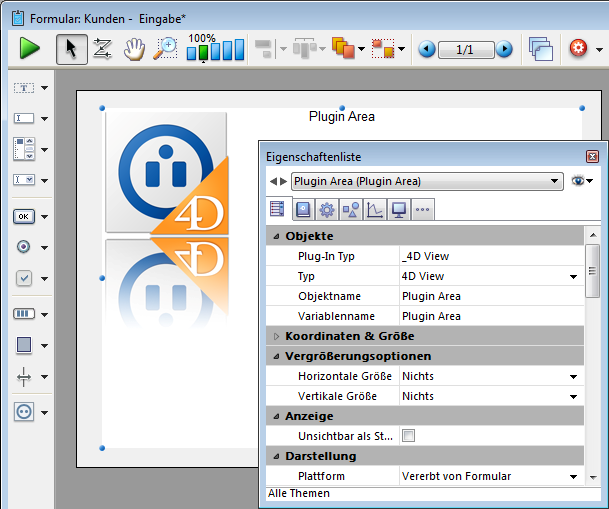 Formular: Kunden - Eingabe*
100%
1/1
T
OK
Plugin Area
4D
4D
Eigenschaftenliste
Plugin Area (Plugin Area)
Objekte
Plug-In Typ _4D View
Typ 4D View
Objektname Plugin Area
Variablenname Plugin Area
Koordinaten & Größe
Vergrößerungsoptionen
Horizontale Größe Nichts
Vertikale Größe Nichts
Anzeige
Unsichtbar als St...
Darstellung
Plattform Vererbt von Formular
Alle Themen